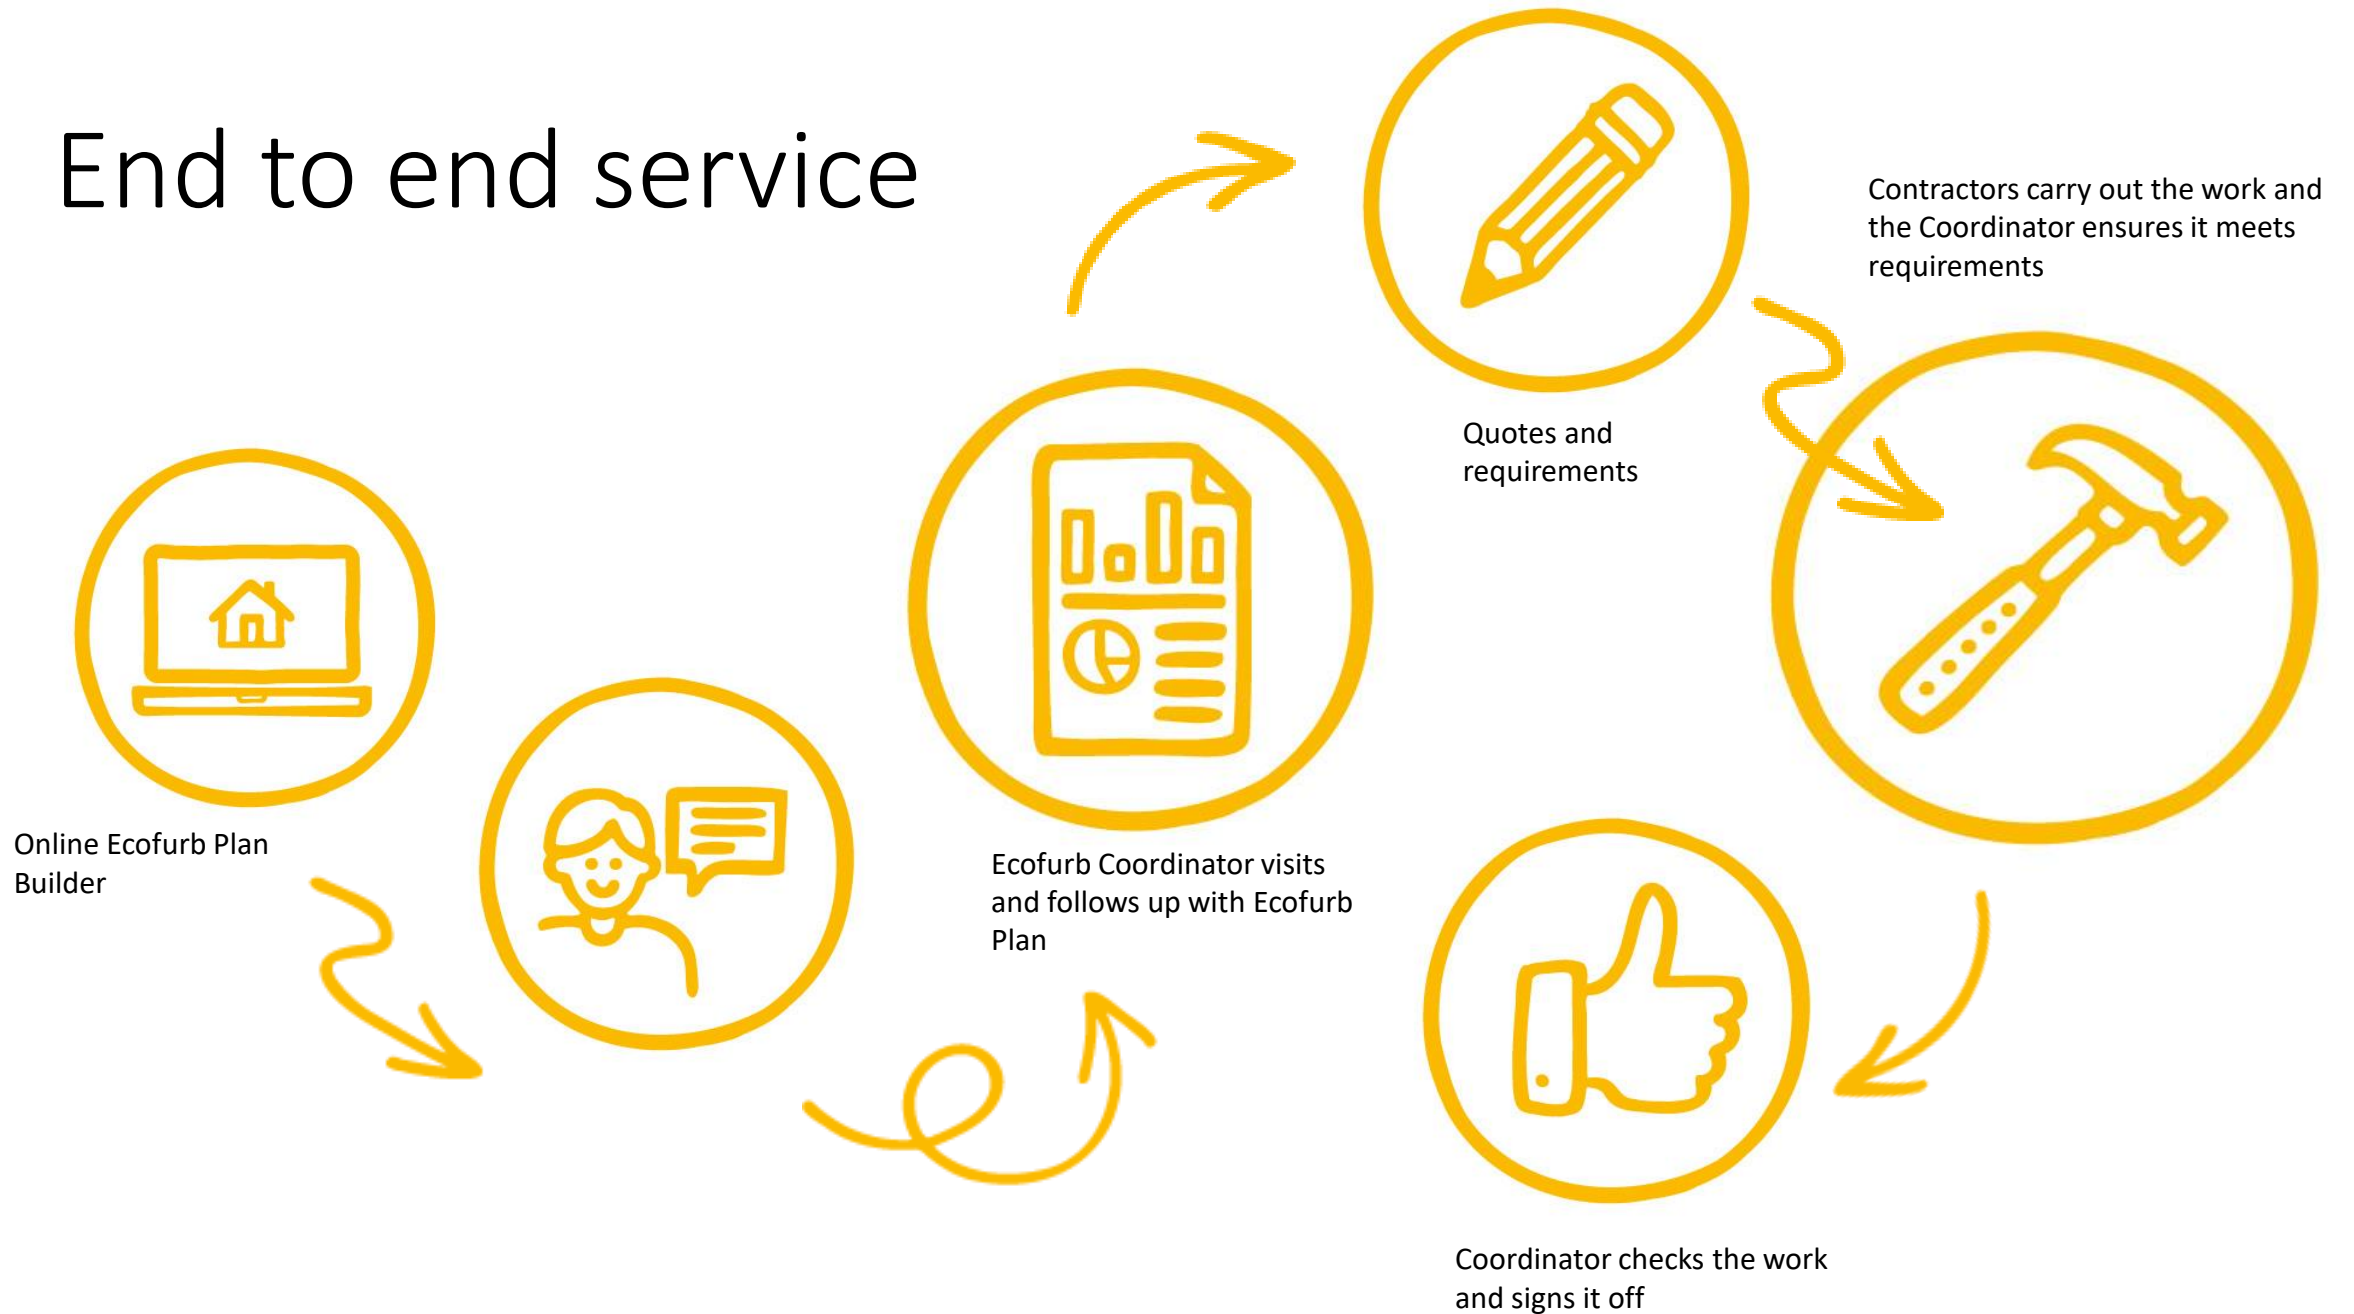 End to end service
Online Ecofurb Plan
Builder
Ecofurb Coordinator visits
and follows up with Ecofurb
Plan
Quotes and
requirements
Contractors carry out the work and
the Coordinator ensures it meets
requirements
Coordinator checks the work
and signs it off